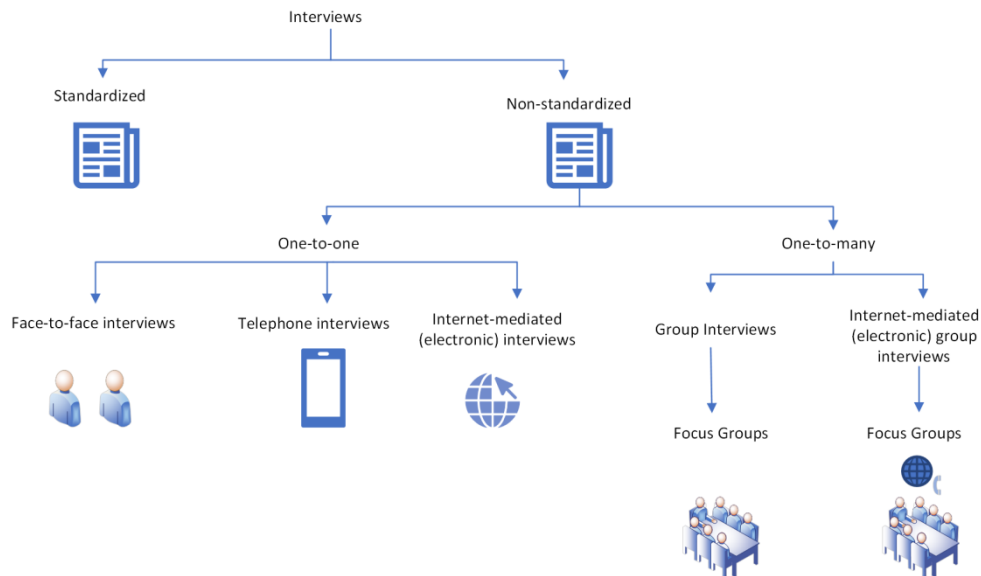 Interviews
Standardized
Non-standardized
One-to-one
One-to-many
Face-to-face interviews
Telephone interviews
Internet-mediated
(electronic) interviews
Group Interviews
Internet-mediated
(electronic) group
interviews
Focus Groups
Focus Groups